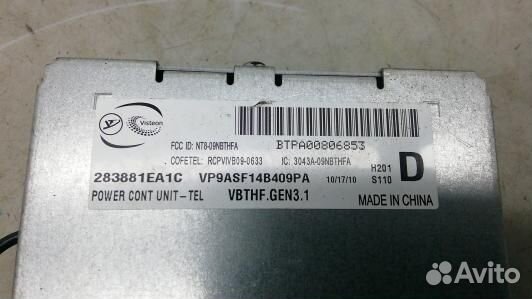 Visteon
FCC ID: NT8-09NBTHFA
BTPA00806853
COFETEL: RCPVIVB09-0633 IC: 3043A-09NBTHFA
283881EA1C VP9ASF14B409PA 10/17/10 H201 S110 D
POWER CONT UNIT-TEL VBTHF.GEN3.1 MADE IN CHINA
Avito